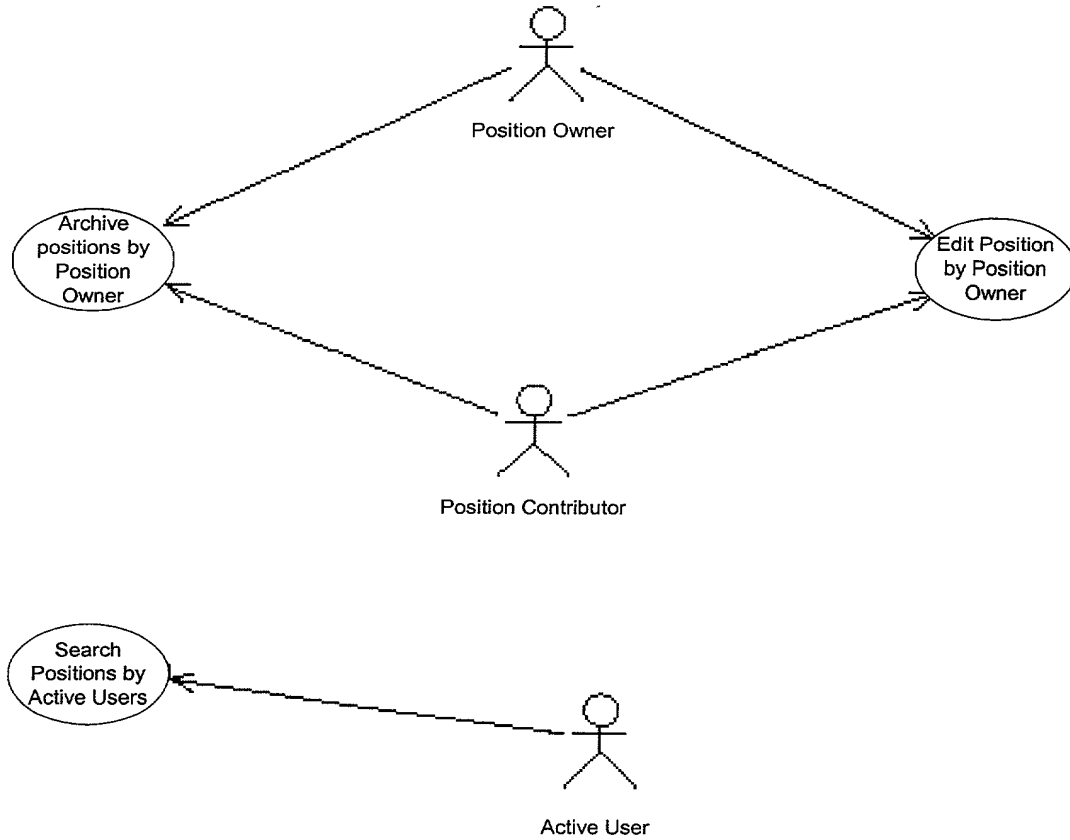 Position Owner
Archive
positions by
Position
Owner
Edit Position
by Position
Owner
Position Contributor
Search
Positions by
Active Users
Active User